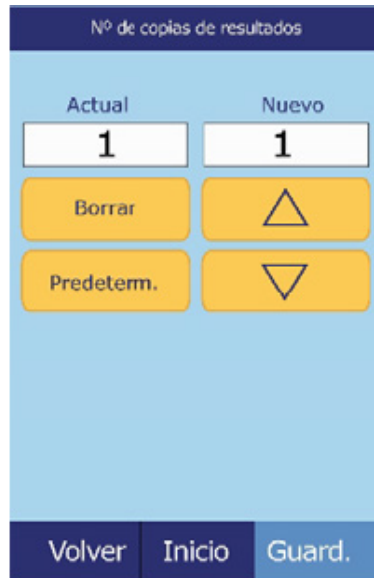 Nº de copias de resultados
Actual Nuevo
1 1
Borrar
Predeterm.
Volver Inicio Guard.